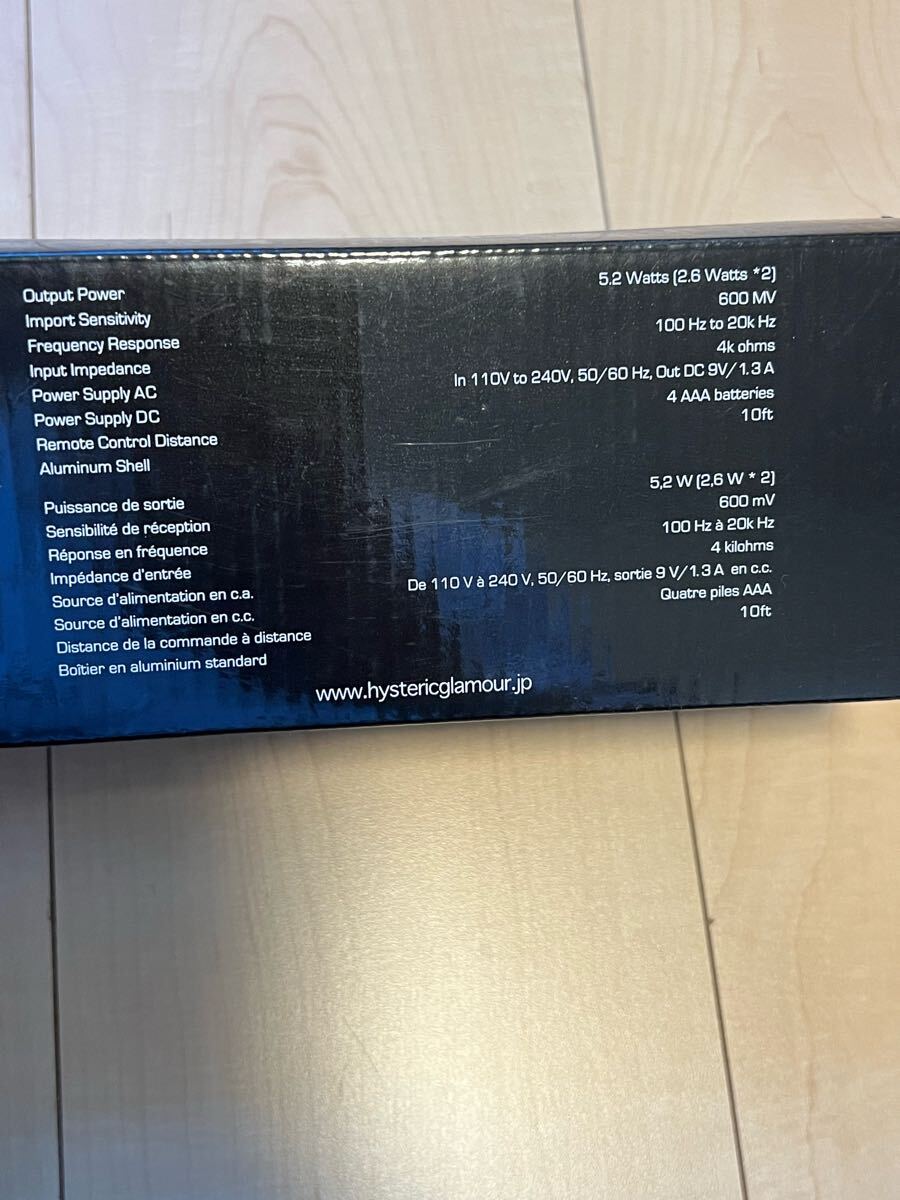 Output Power 5.2 Watts (2.6 Watts *2)
Import Sensitivity 600 MV
Frequency Response 100 Hz to 20k Hz
Input Impedance 4k ohms
Power Supply AC In 110V to 240V, 50/60 Hz, Out DC 9V/1.3 A
Power Supply DC 4 AAA batteries
Remote Control Distance 10ft
Aluminum Shell
Puissance de sortie 5,2 W (2,6 W * 2)
Sensibilité de réception 600 mV
Réponse en fréquence 100 Hz à 20k Hz
Impédance d'entrée 4 kilohms
Source d'alimentation en c.a. De 110 V à 240 V, 50/60 Hz, sortie 9 V/1.3 A en c.c.
Source d'alimentation en c.c. Quatre piles AAA
Distance de la commande à distance 10ft
Boîtier en aluminium standard
www.hystericglamour.jp